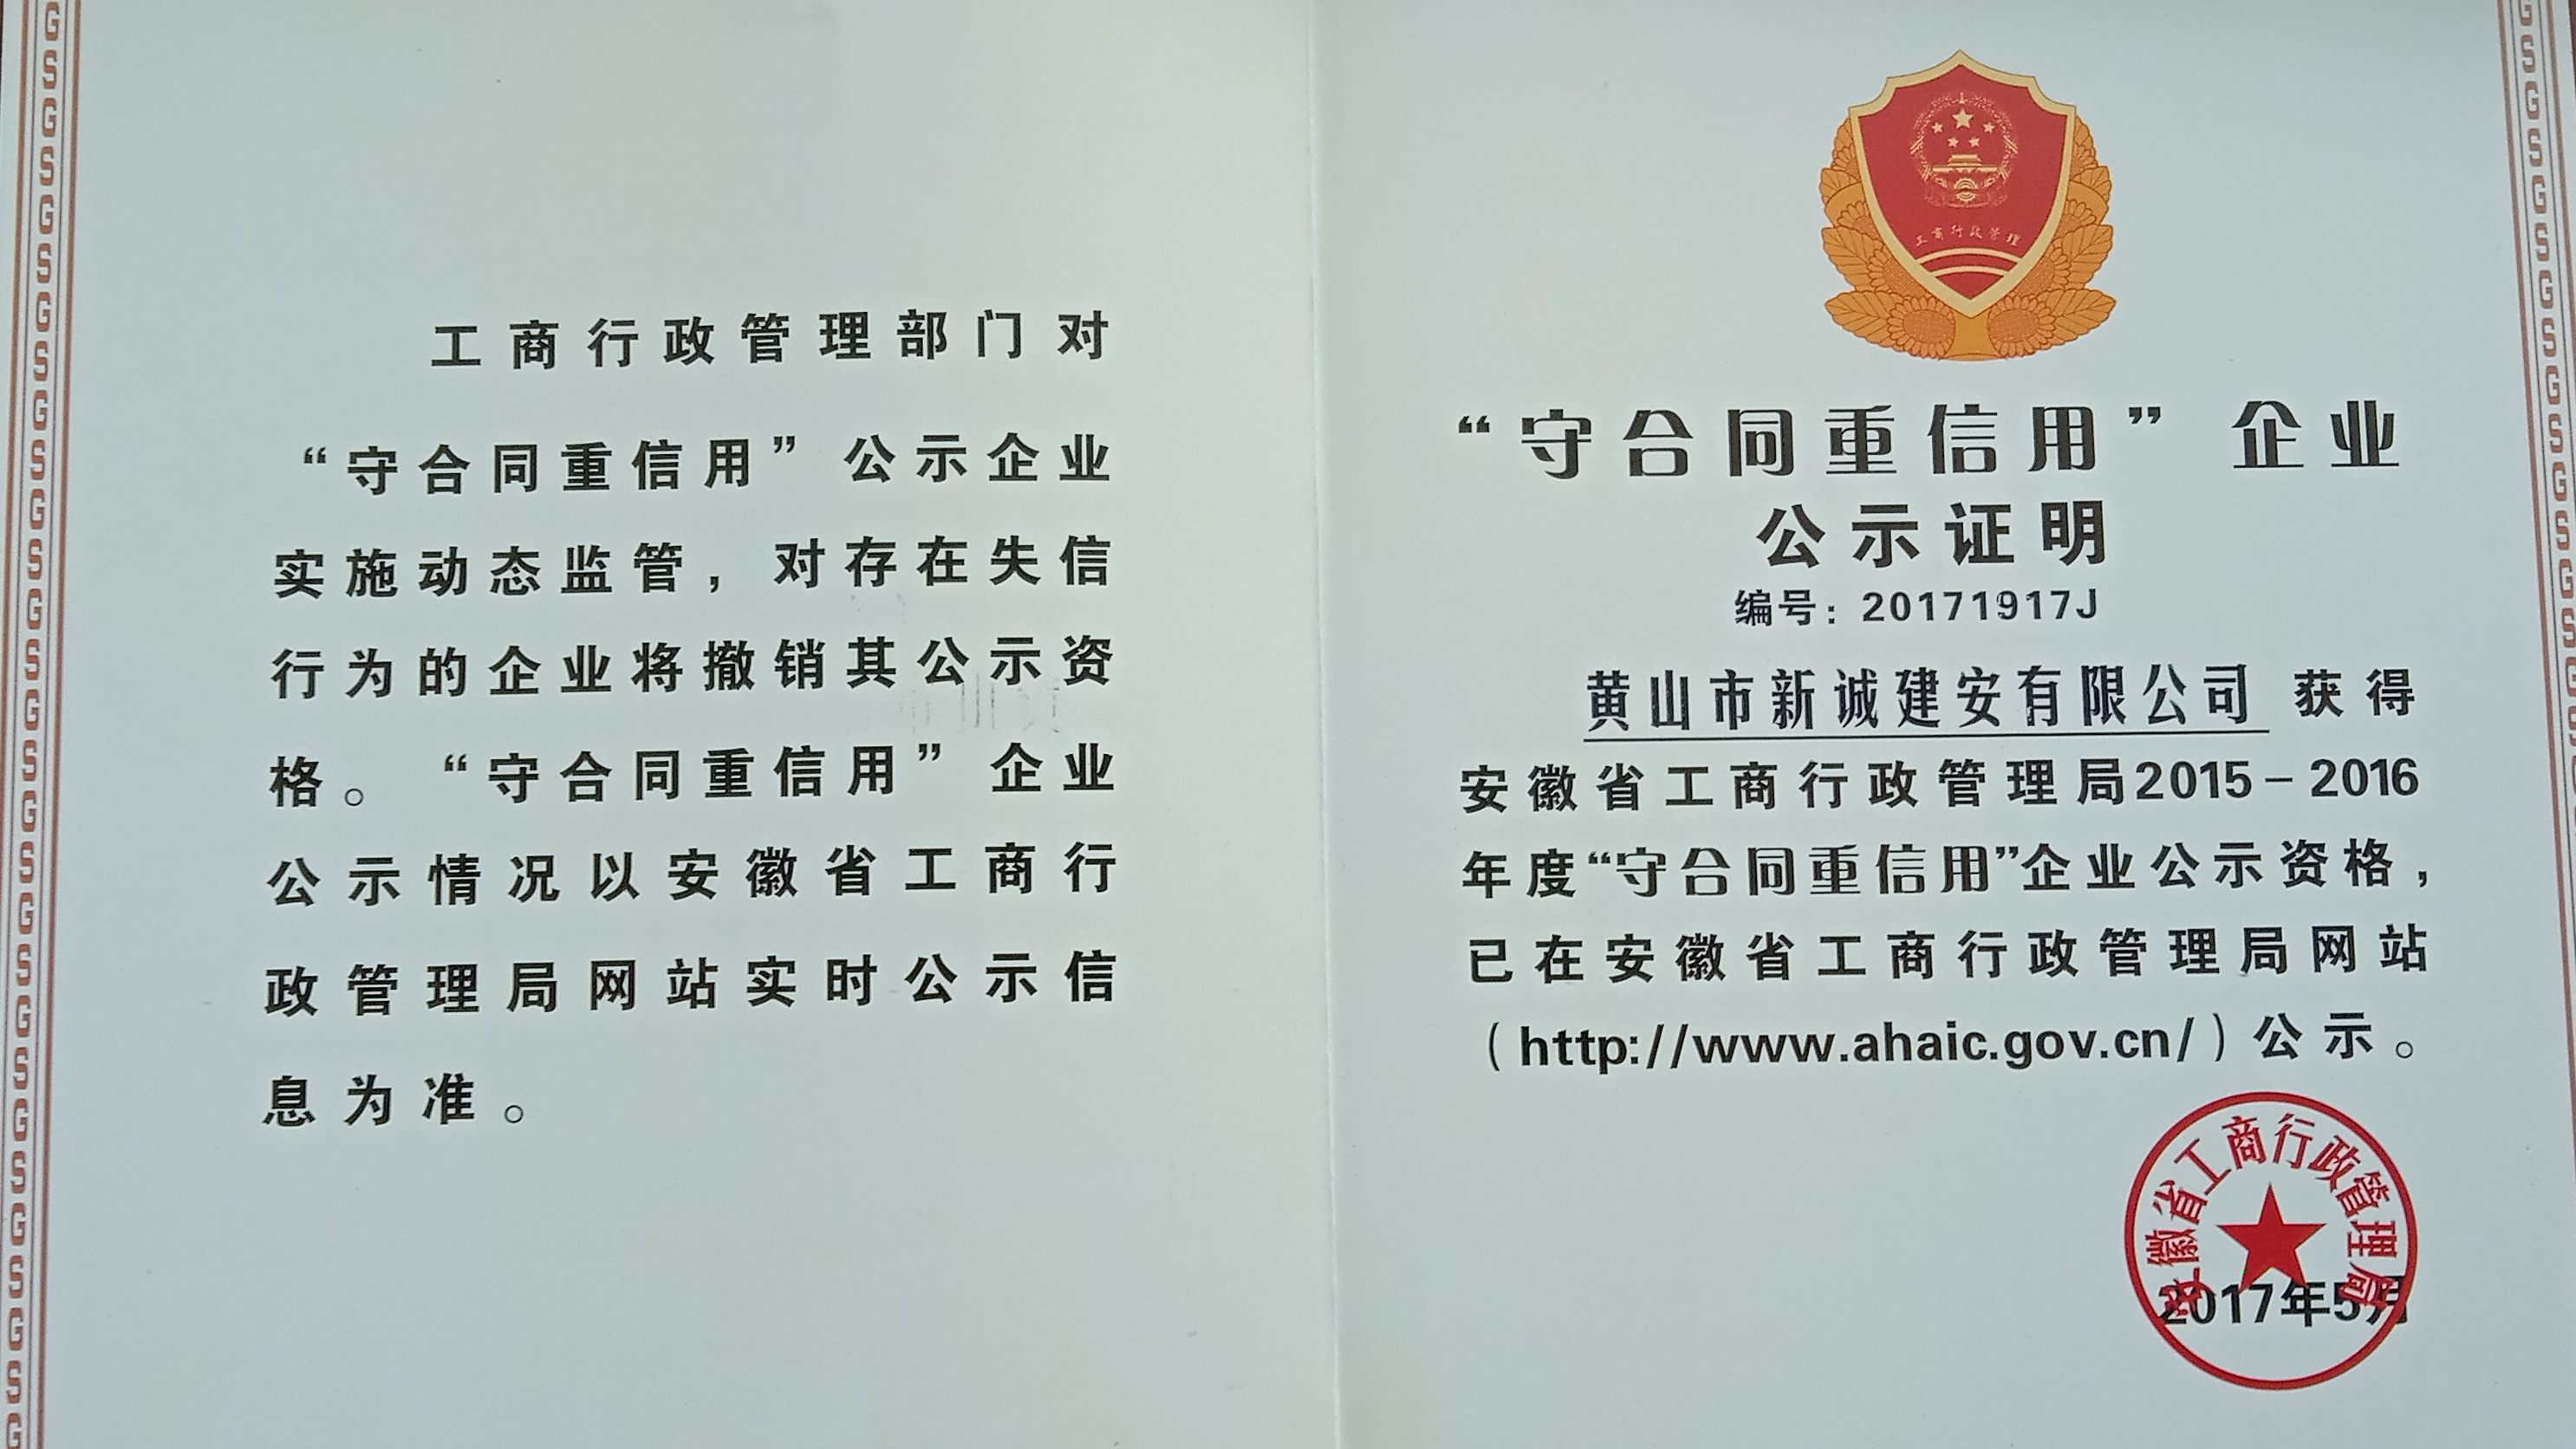 工商行政管理部门对
“守合同重信用”公示企业
实施动态监管，对存在失信
行为的企业将撤销其公示资
格。“守合同重信用”企业
公示情况以安徽省工商行
政管理局网站实时公示信
息为准。
工商行政管理
“守合同重信用”企业
公示证明
编号：20171917J
黄山市新诚建安有限公司 获得
安徽省工商行政管理局2015－2016
年度“守合同重信用”企业公示资格，
已在安徽省工商行政管理局网站
（http://www.ahaic.gov.cn/）公示。
安徽省工商行政管理局
2017年5月